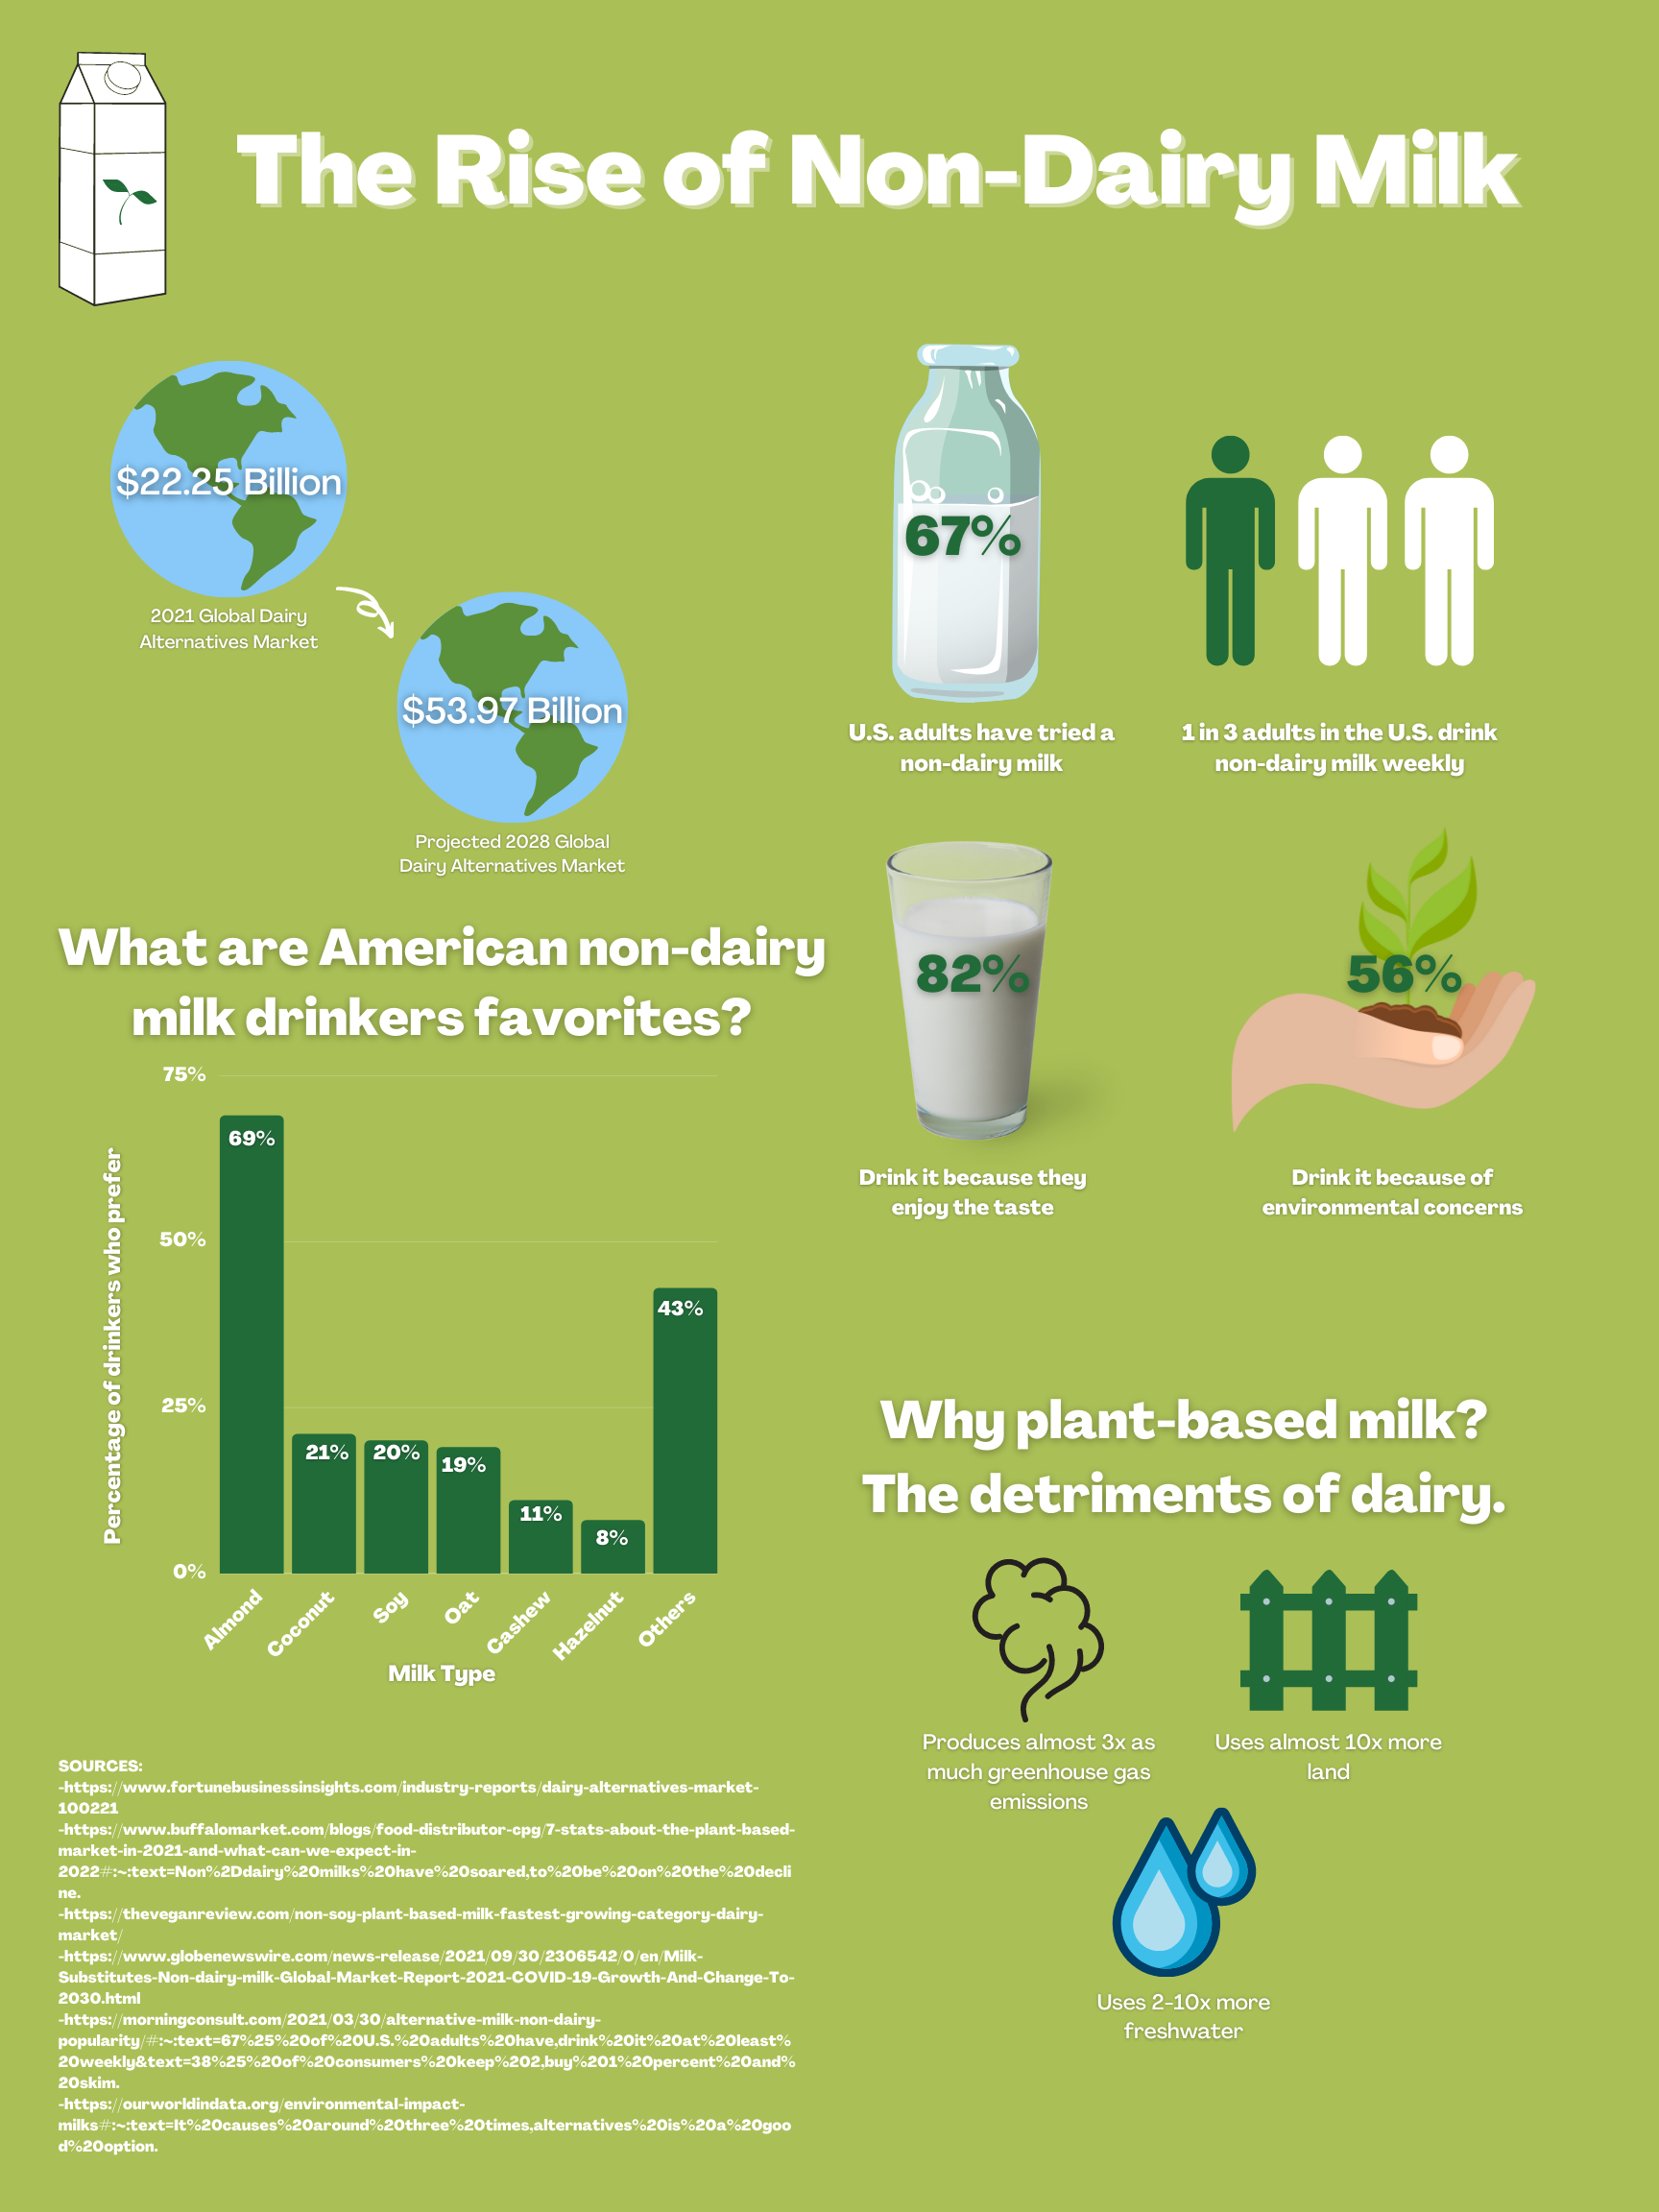 The Rise of Non-Dairy Milk
$22.25 Billion
2021 Global Dairy
Alternatives Market
$53.97 Billion
Projected 2028 Global
Dairy Alternatives Market
67%
U.S. adults have tried a
non-dairy milk
1 in 3 adults in the U.S. drink
non-dairy milk weekly
82%
Drink it because they
enjoy the taste
56%
Drink it because of
environmental concerns
What are American non-dairy
milk drinkers favorites?
Percentage of drinkers who prefer
75%
50%
25%
0%
69%
21%
20%
19%
11%
8%
43%
Almond
Coconut
Soy
Oat
Cashew
Hazelnut
Others
Milk Type
Why plant-based milk?
The detriments of dairy.
Produces almost 3x as
much greenhouse gas
emissions
Uses almost 10x more
land
Uses 2-10x more
freshwater
SOURCES:
-https://www.fortunebusinessinsights.com/industry-reports/dairy-alternatives-market-
100221
-https://www.buffalomarket.com/blogs/food-distributor-cpg/7-stats-about-the-plant-based-
market-in-2021-and-what-can-we-expect-in-
2022#:~:text=Non%2Ddairy%20milks%20have%20soared,to%20be%20on%20the%20decli
ne.
-https://theveganreview.com/non-soy-plant-based-milk-fastest-growing-category-dairy-
market/
-https://www.globenewswire.com/news-release/2021/09/30/2306542/0/en/Milk-
Substitutes-Non-dairy-milk-Global-Market-Report-2021-COVID-19-Growth-And-Change-To-
2030.html
-https://morningconsult.com/2021/03/30/alternative-milk-non-dairy-
popularity/#:~:text=67%25%20of%20U.S.%20adults%20have,drink%20it%20at%20least%
20weekly&text=38%25%20of%20consumers%20keep%202,buy%201%20percent%20and%
20skim.
-https://ourworldindata.org/environmental-impact-
milks#:~:text=It%20causes%20around%20three%20times,alternatives%20is%20a%20goo
d%20option.